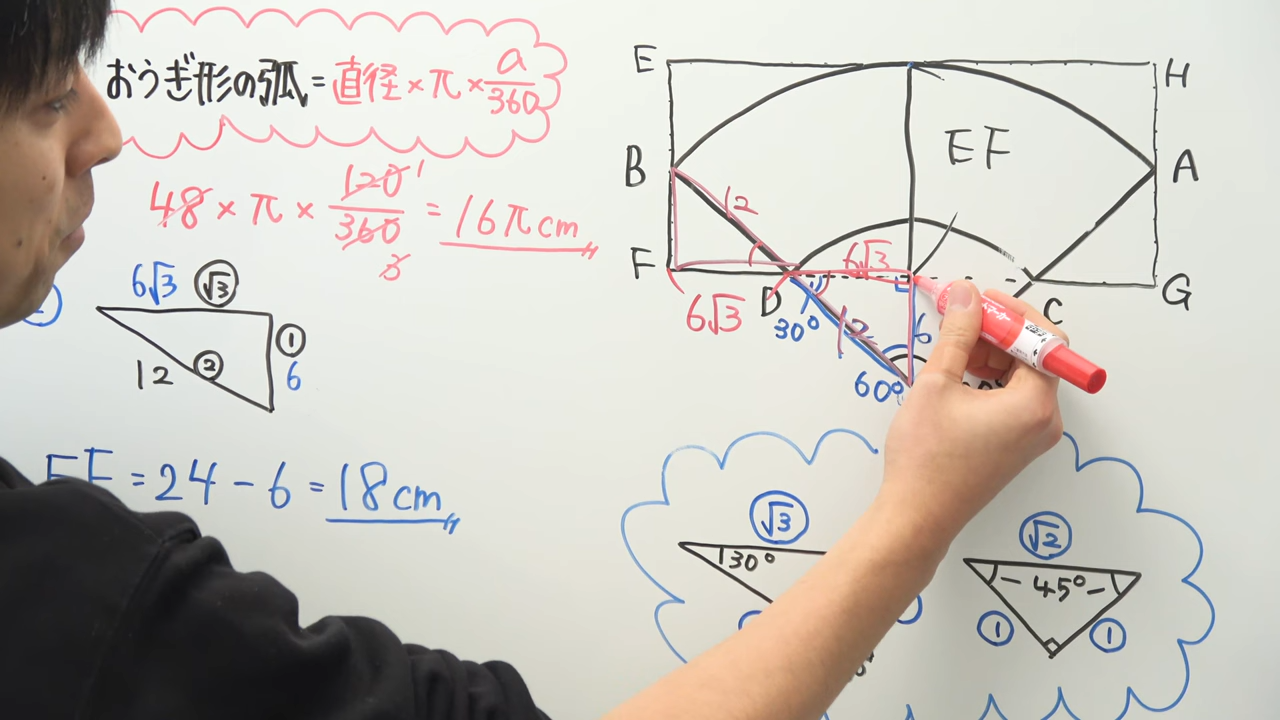 おうぎ形の弧=直径×π×a/360
48×π×120/360=16πcm
1
3
6√3 √3
1
12 2 6
EF=24-6=18cm
E H
EF
B A
12
F 6√3 G
6√3 D C
30° 12 6
60°
√3 √2
30° 45°
1 1